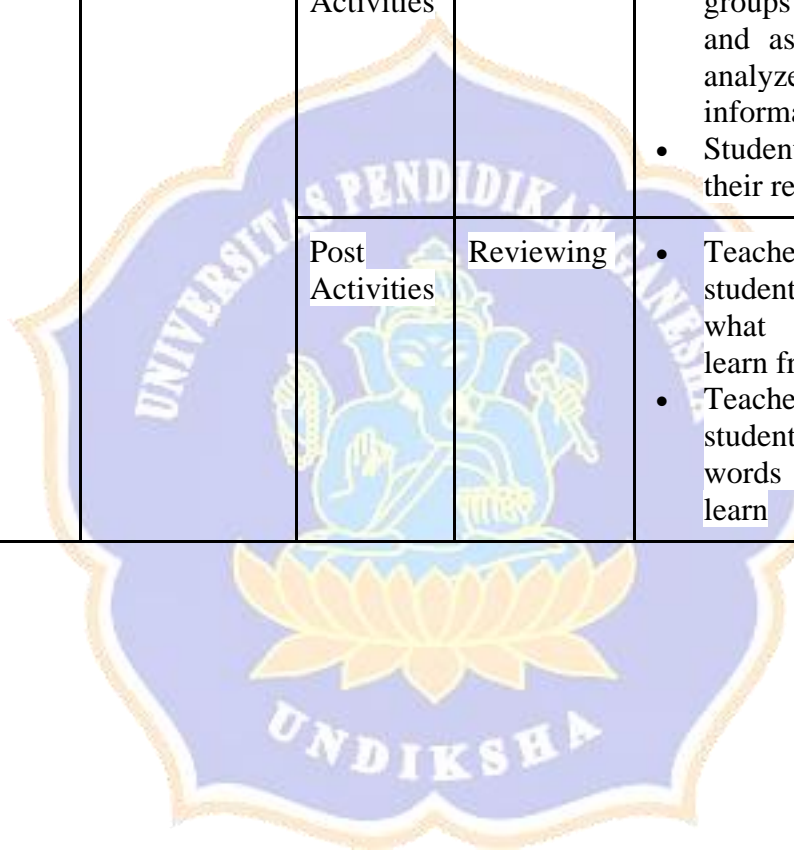 Activities
groups
and as
analyze
informa
• Student
their re
Post
Activities
Reviewing
• Teache
student
what
learn fr
• Teache
student
words
learn
UNIVERSITAS PENDIDIKAN GANESHA
UNDIKSHA